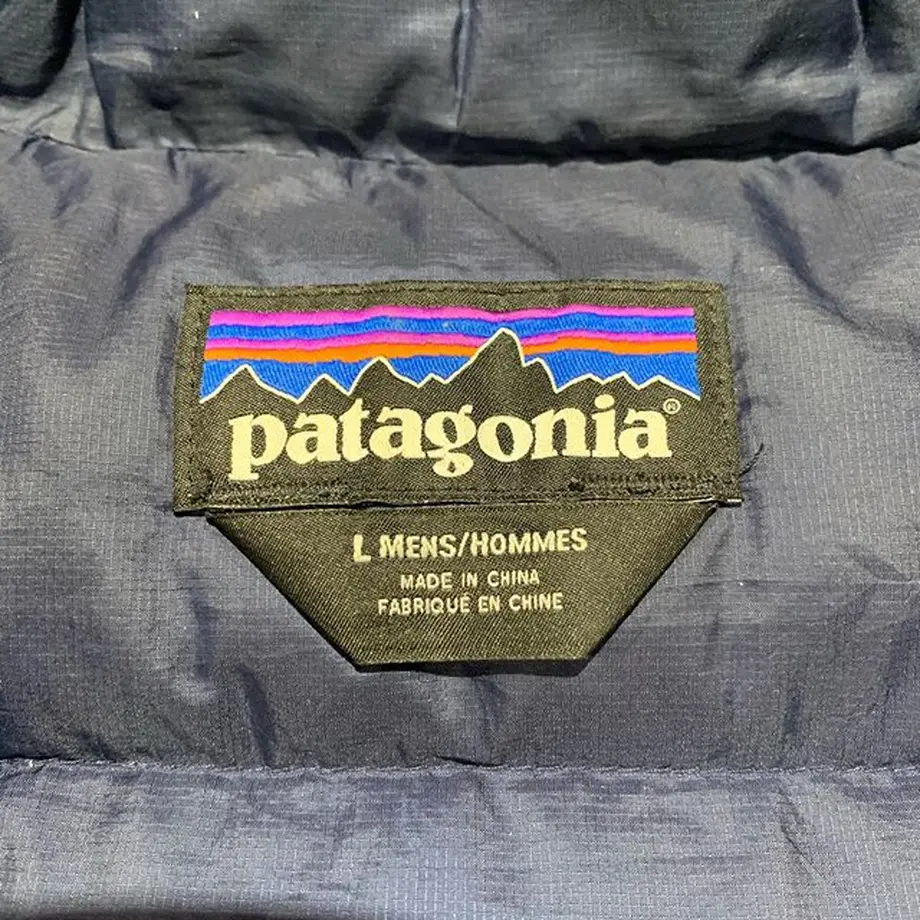 patagonia®
L MENS/HOMMES
MADE IN CHINA
FABRIQUÉ EN CHINE